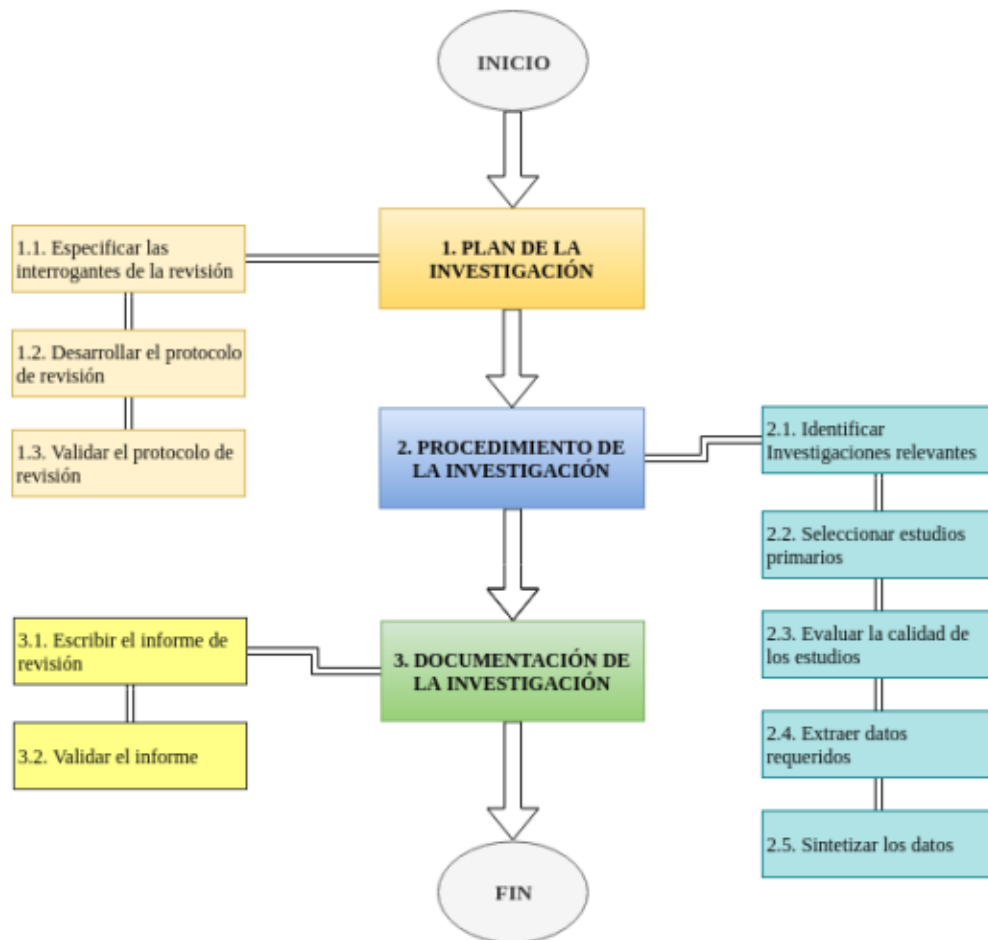 INICIO
1. PLAN DE LA
INVESTIGACIÓN
1.1. Especificar las
interrogantes de la revisión
1.2. Desarrollar el protocolo
de revisión
1.3. Validar el protocolo de
revisión
2. PROCEDIMIENTO DE
LA INVESTIGACIÓN
2.1. Identificar
Investigaciones relevantes
2.2. Seleccionar estudios
primarios
2.3. Evaluar la calidad de
los estudios
2.4. Extraer datos
requeridos
2.5. Sintetizar los datos
3. DOCUMENTACIÓN DE
LA INVESTIGACIÓN
3.1. Escribir el informe de
revisión
3.2. Validar el informe
FIN